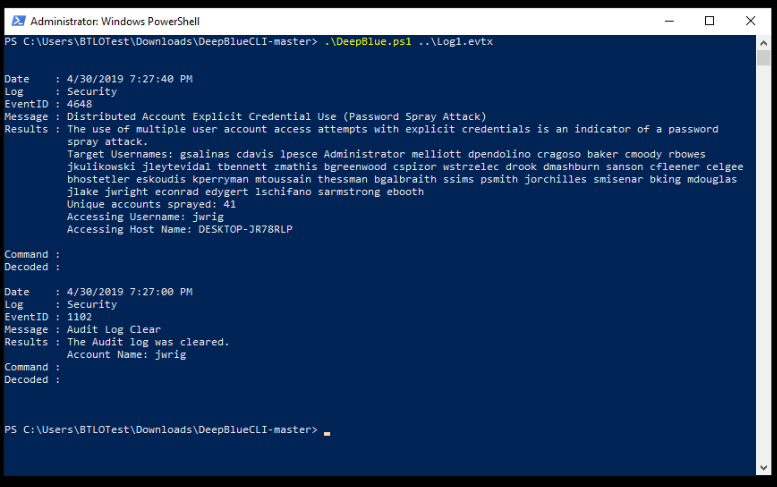 Administrator: Windows PowerShell
PS C:\Users\BTLOTest\Downloads\DeepBlueCLI-master> .\DeepBlue.ps1 ..\Log1.evtx
Date    : 4/30/2019 7:27:40 PM
Log     : Security
EventID : 4648
Message : Distributed Account Explicit Credential Use (Password Spray Attack)
Results : The use of multiple user account access attempts with explicit credentials is an indicator of a password
          spray attack.
          Target Usernames: gsalinas cdavis lpesce Administrator melliott dpendolino cragoso baker cmoody rbowes
          jkulikowski jleytevidal tbennett zmathis bgreenwood cspizor wstrzelec drook dmashburn sanson cfleener celgee
          bhostetler eskoudis kperryman mtoussain thessman bgalbraith ssims psmith jorchilles smisenar bking mdouglas
          jlake jwright econrad edygert lschifano sarmstrong ebooth
          Unique accounts sprayed: 41
          Accessing Username: jwrig
          Accessing Host Name: DESKTOP-JR78RLP
Command :
Decoded :
Date    : 4/30/2019 7:27:00 PM
Log     : Security
EventID : 1102
Message : Audit Log Clear
Results : The Audit log was cleared.
          Account Name: jwrig
Command :
Decoded :
PS C:\Users\BTLOTest\Downloads\DeepBlueCLI-master>